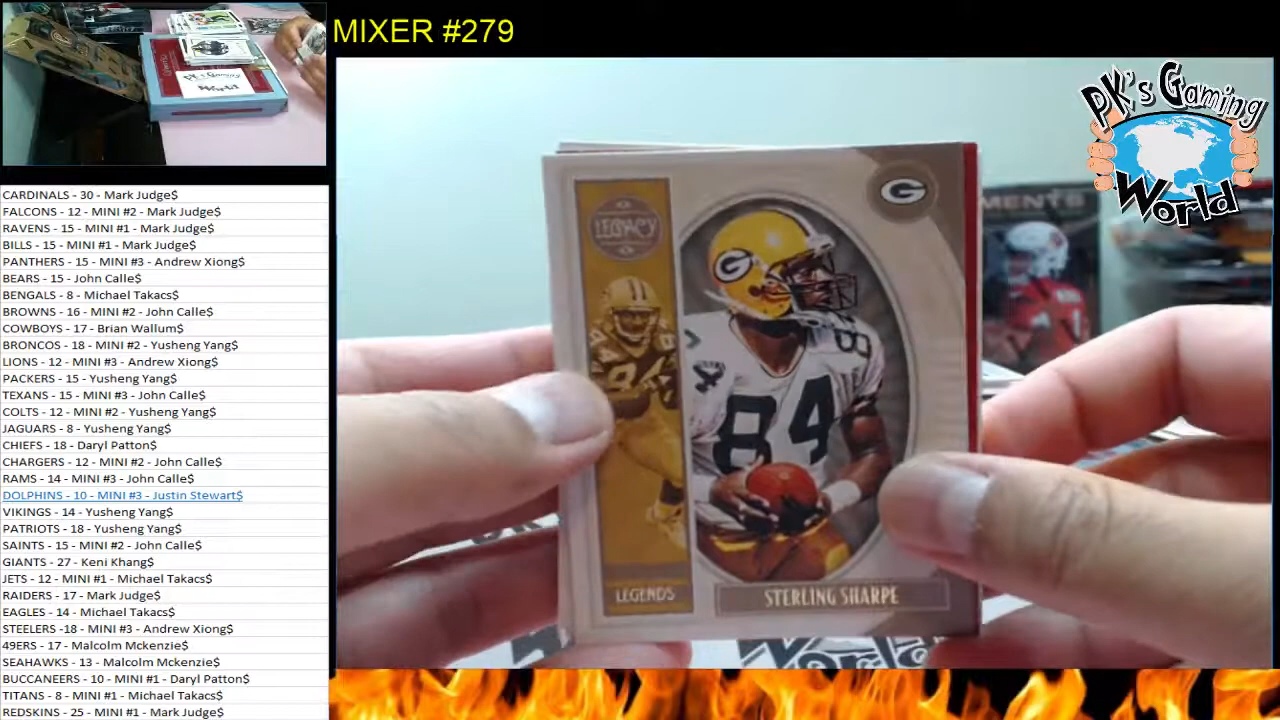 MIXER #279
PK's Gaming
World
CARDINALS - 30 - Mark Judge$
FALCONS - 12 - MINI #2 - Mark Judge$
RAVENS - 15 - MINI #1 - Mark Judge$
BILLS - 15 - MINI #1 - Mark Judge$
PANTHERS - 15 - MINI #3 - Andrew Xiong$
BEARS - 15 - John Calle$
BENGALS - 8 - Michael Takacs$
BROWNS - 16 - MINI #2 - John Calle$
COWBOYS - 17 - Brian Wallum$
BRONCOS - 18 - MINI #2 - Yusheng Yang$
LIONS - 12 - MINI #3 - Andrew Xiong$
PACKERS - 15 - Yusheng Yang$
TEXANS - 15 - MINI #3 - John Calle$
COLTS - 12 - MINI #2 - Yusheng Yang$
JAGUARS - 8 - Yusheng Yang$
CHIEFS - 18 - Daryl Patton$
CHARGERS - 12 - MINI #2 - John Calle$
RAMS - 14 - MINI #3 - John Calle$
DOLPHINS - 10 - MINI #3 - Justin Stewart$
VIKINGS - 14 - Yusheng Yang$
PATRIOTS - 18 - Yusheng Yang$
SAINTS - 15 - MINI #2 - John Calle$
GIANTS - 27 - Keni Khang$
JETS - 12 - MINI #1 - Michael Takacs$
RAIDERS - 17 - Mark Judge$
EAGLES - 14 - Michael Takacs$
STEELERS -18 - MINI #3 - Andrew Xiong$
49ERS - 17 - Malcolm Mckenzie$
SEAHAWKS - 13 - Malcolm Mckenzie$
BUCCANEERS - 10 - MINI #1 - Daryl Patton$
TITANS - 8 - MINI #1 - Michael Takacs$
REDSKINS - 25 - MINI #1 - Mark Judge$
LEGACY
G
G
84
84
LEGENDS
STERLING SHARPE
MENTS
World